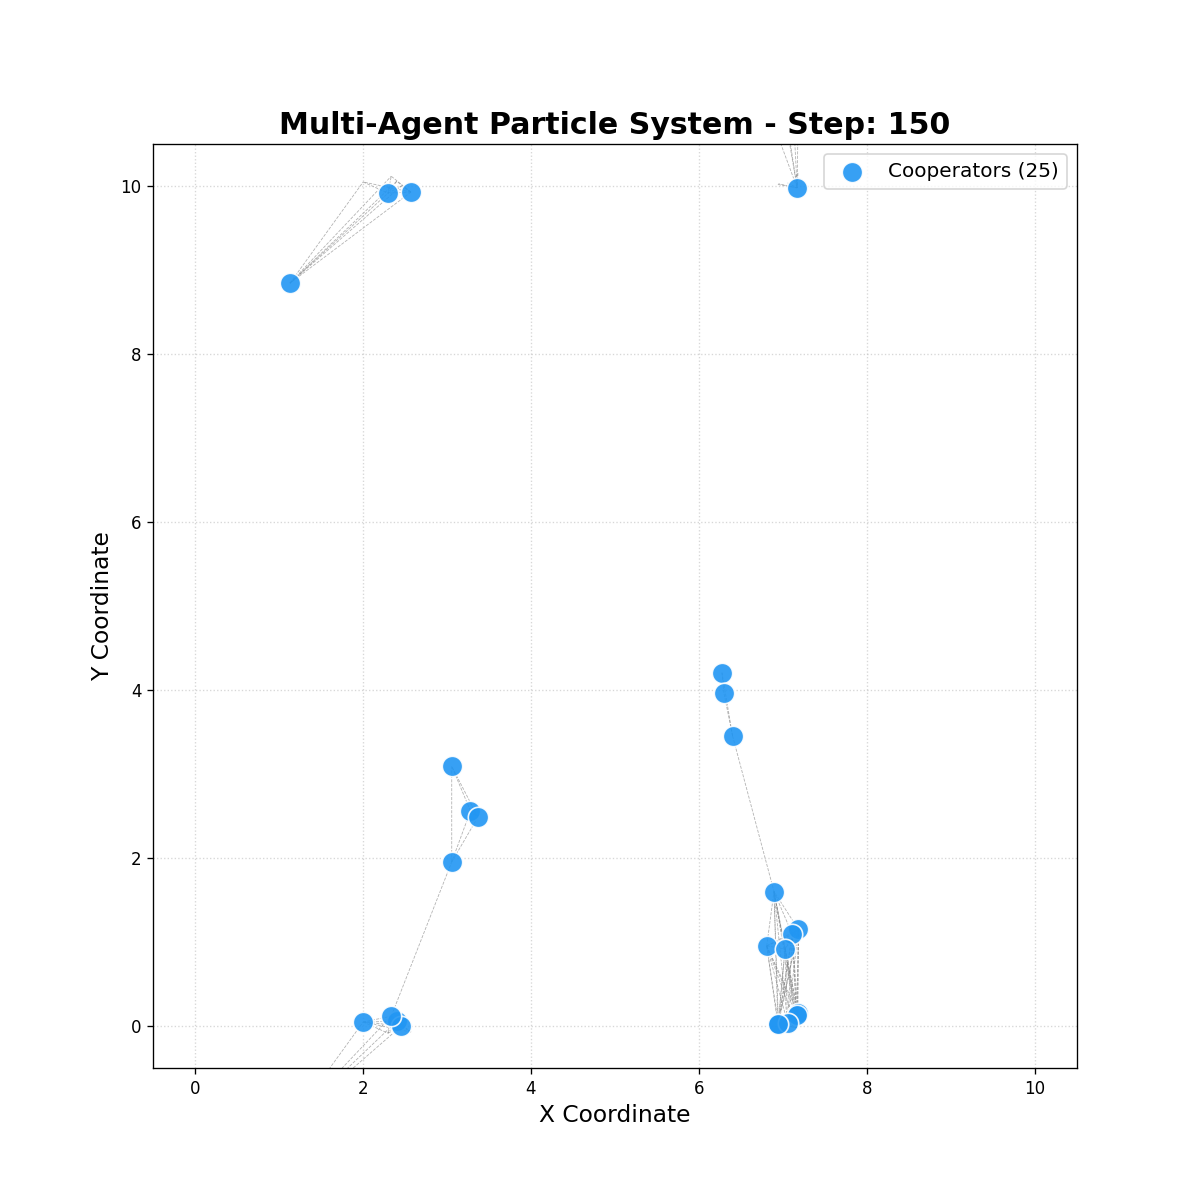 Multi-Agent Particle System - Step: 150
Cooperators (25)
10
8
6
4
2
0
Y Coordinate
0 2 4 6 8 10
X Coordinate